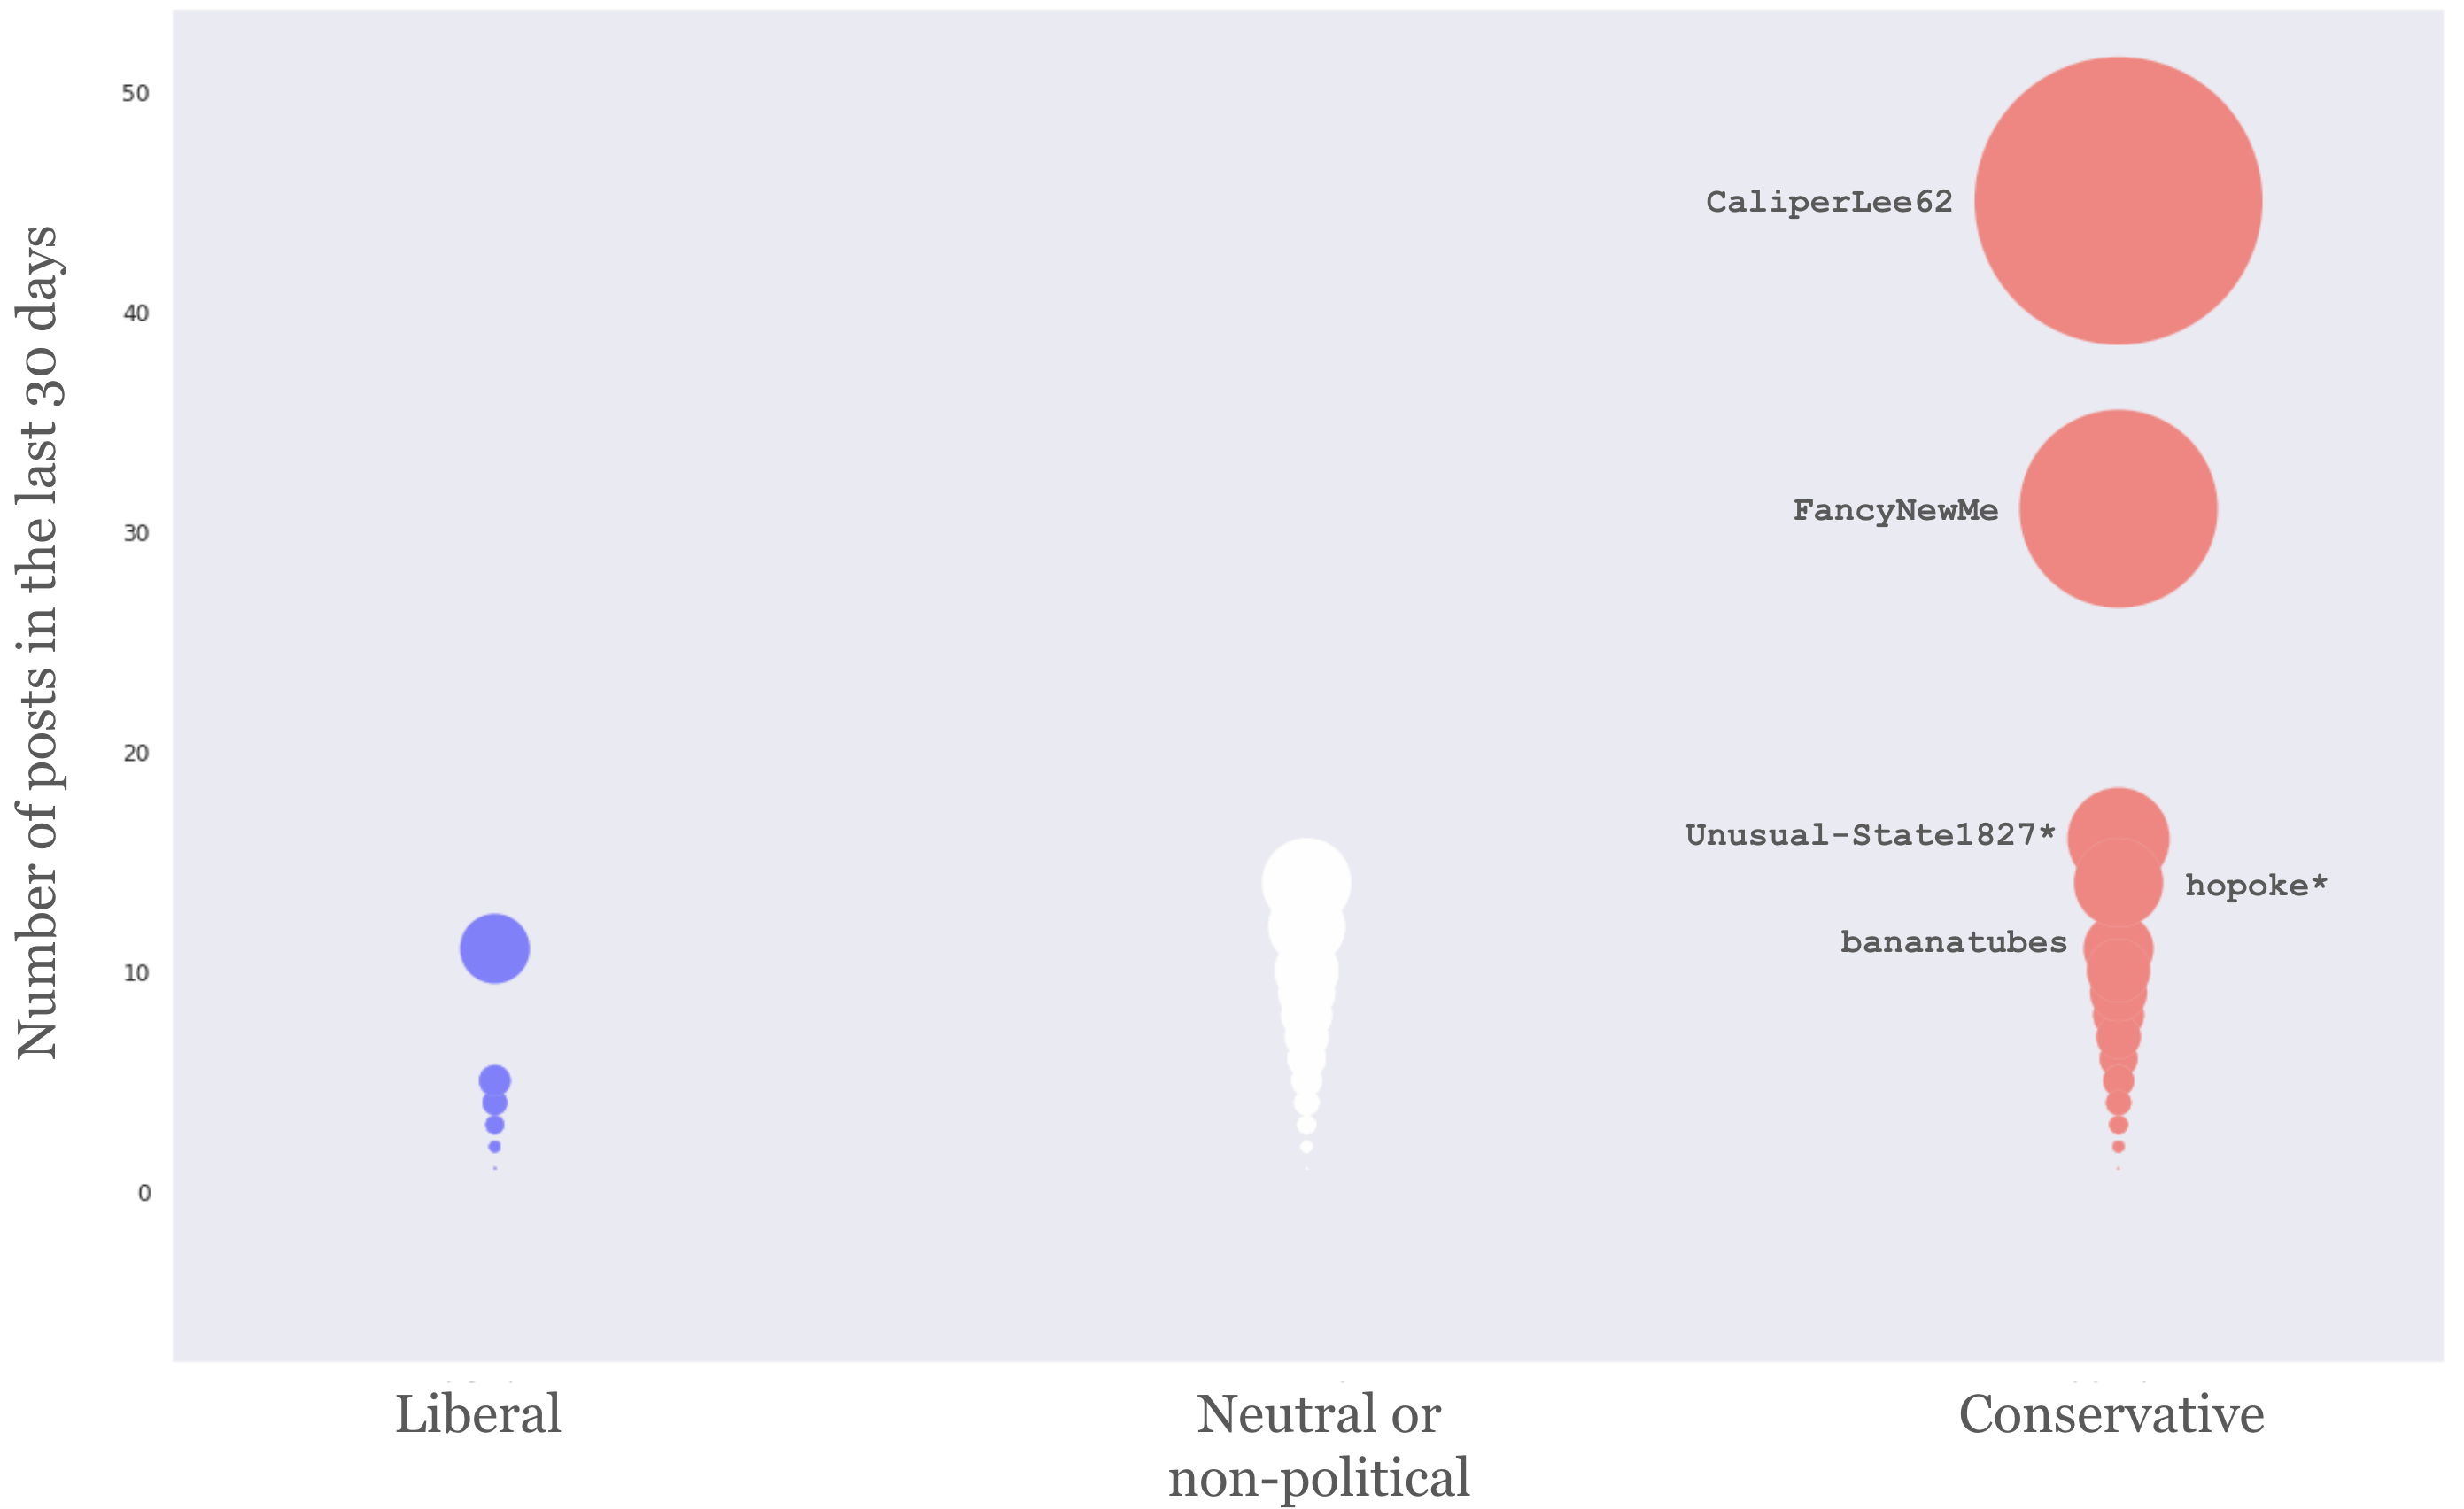 Number of posts in the last 30 days
50
40
30
20
10
0
CaliperLee62
FancyNewMe
Unusual-State1827*
hopoke*
bananatubes
Liberal
Neutral or
non-political
Conservative